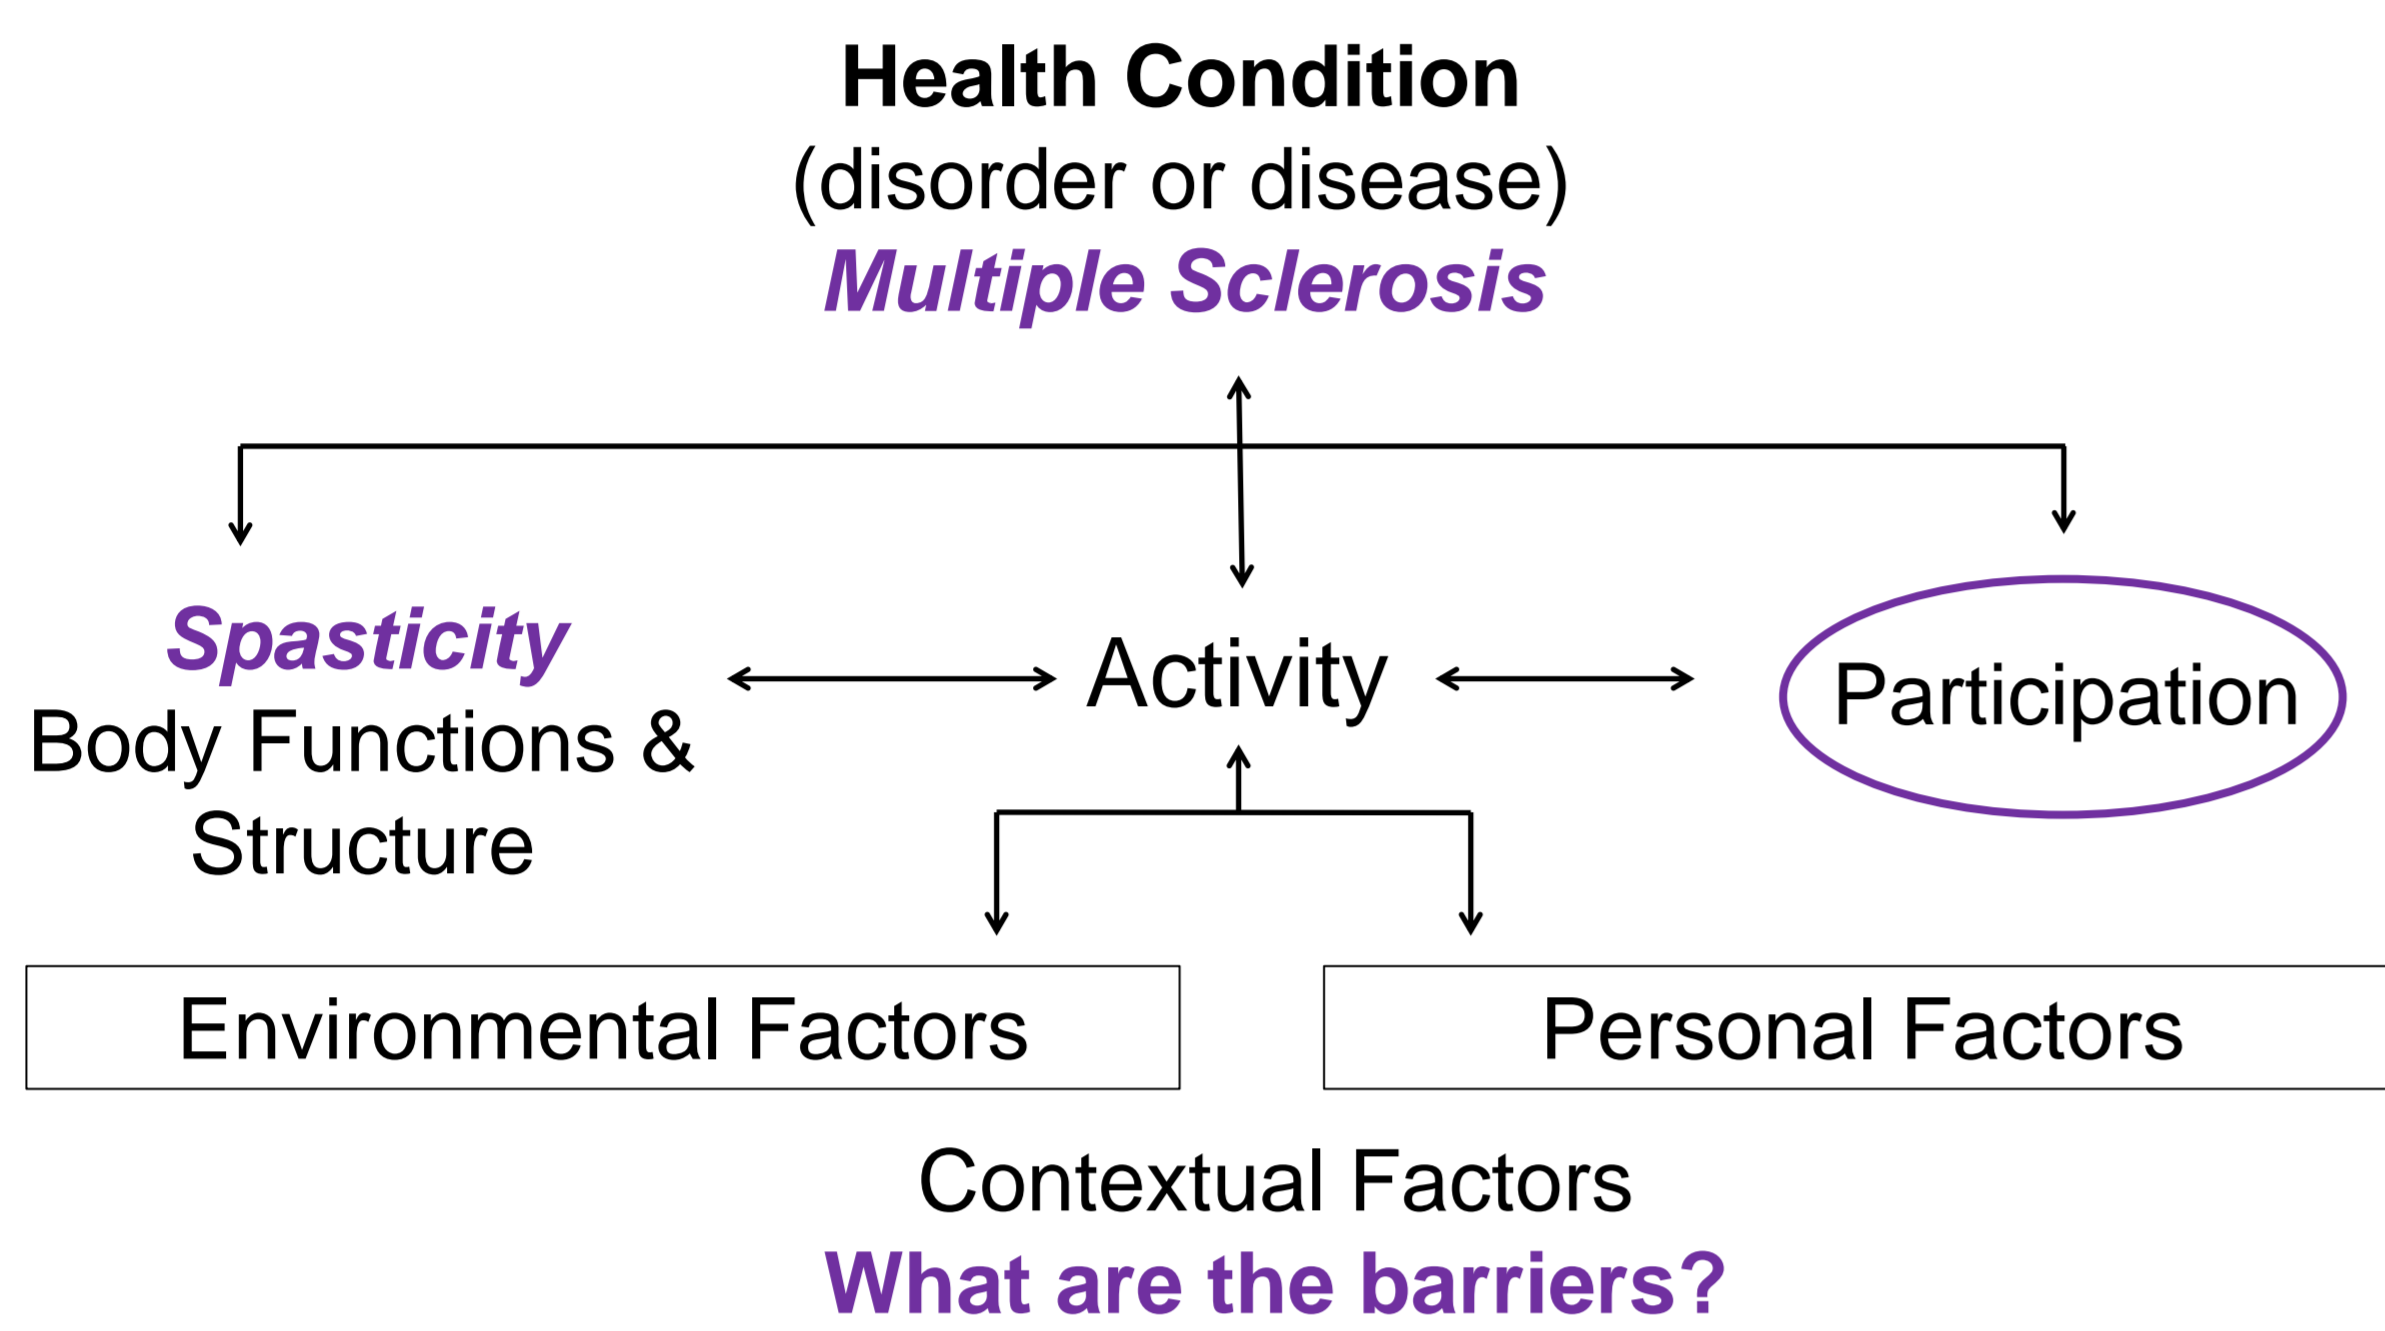 Health Condition
(disorder or disease)
Multiple Sclerosis
Spasticity
Body Functions &
Structure
Activity
Participation
Environmental Factors
Personal Factors
Contextual Factors
What are the barriers?